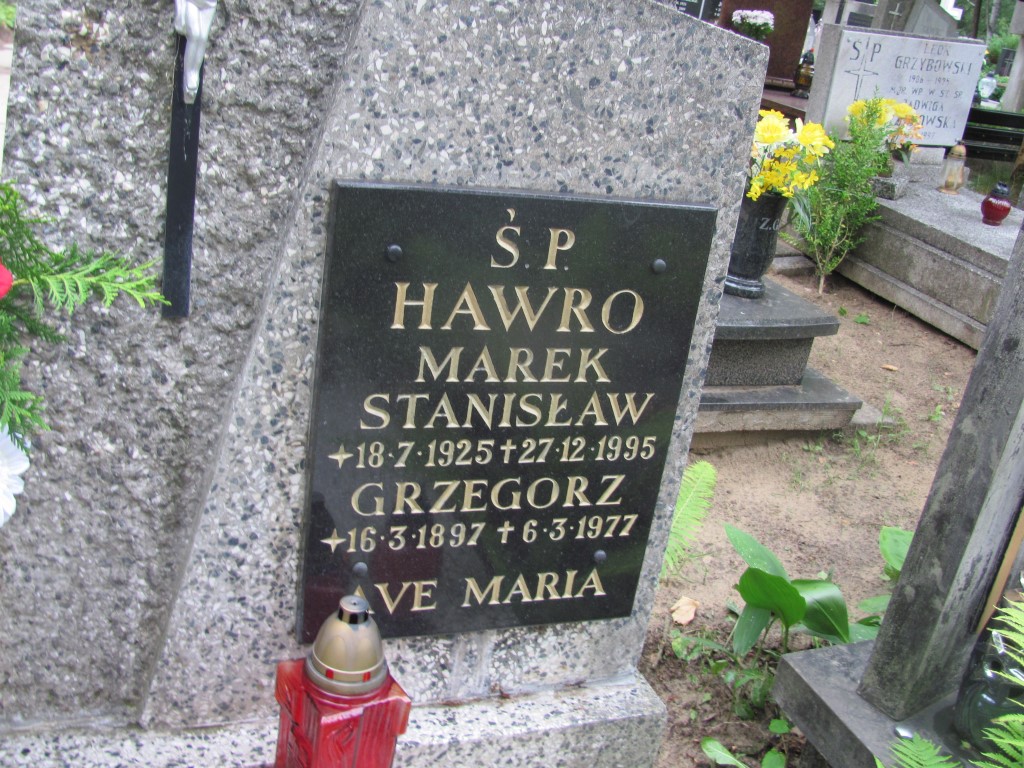 Ś. P.
HAWRO
MAREK
STANISŁAW
18·7·1925 † 27·12·1995
GRZEGORZ
16·3·1897 † 6·3·1977
AVE MARIA
Ś P
GRZYBOWSKI